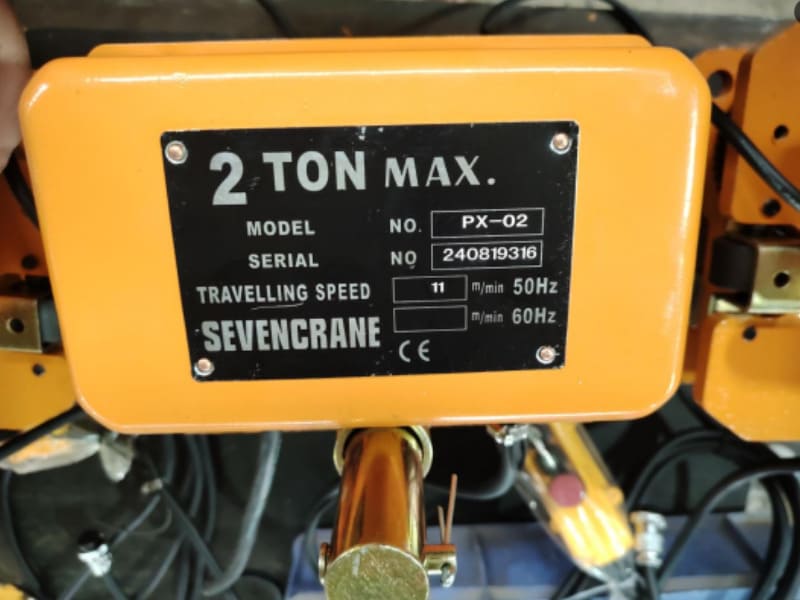 2 TON MAX.
MODEL NO. PX-02
SERIAL NO 240819316
TRAVELLING SPEED 11 m/min 50Hz
m/min 60Hz
SEVENCRANE
CE